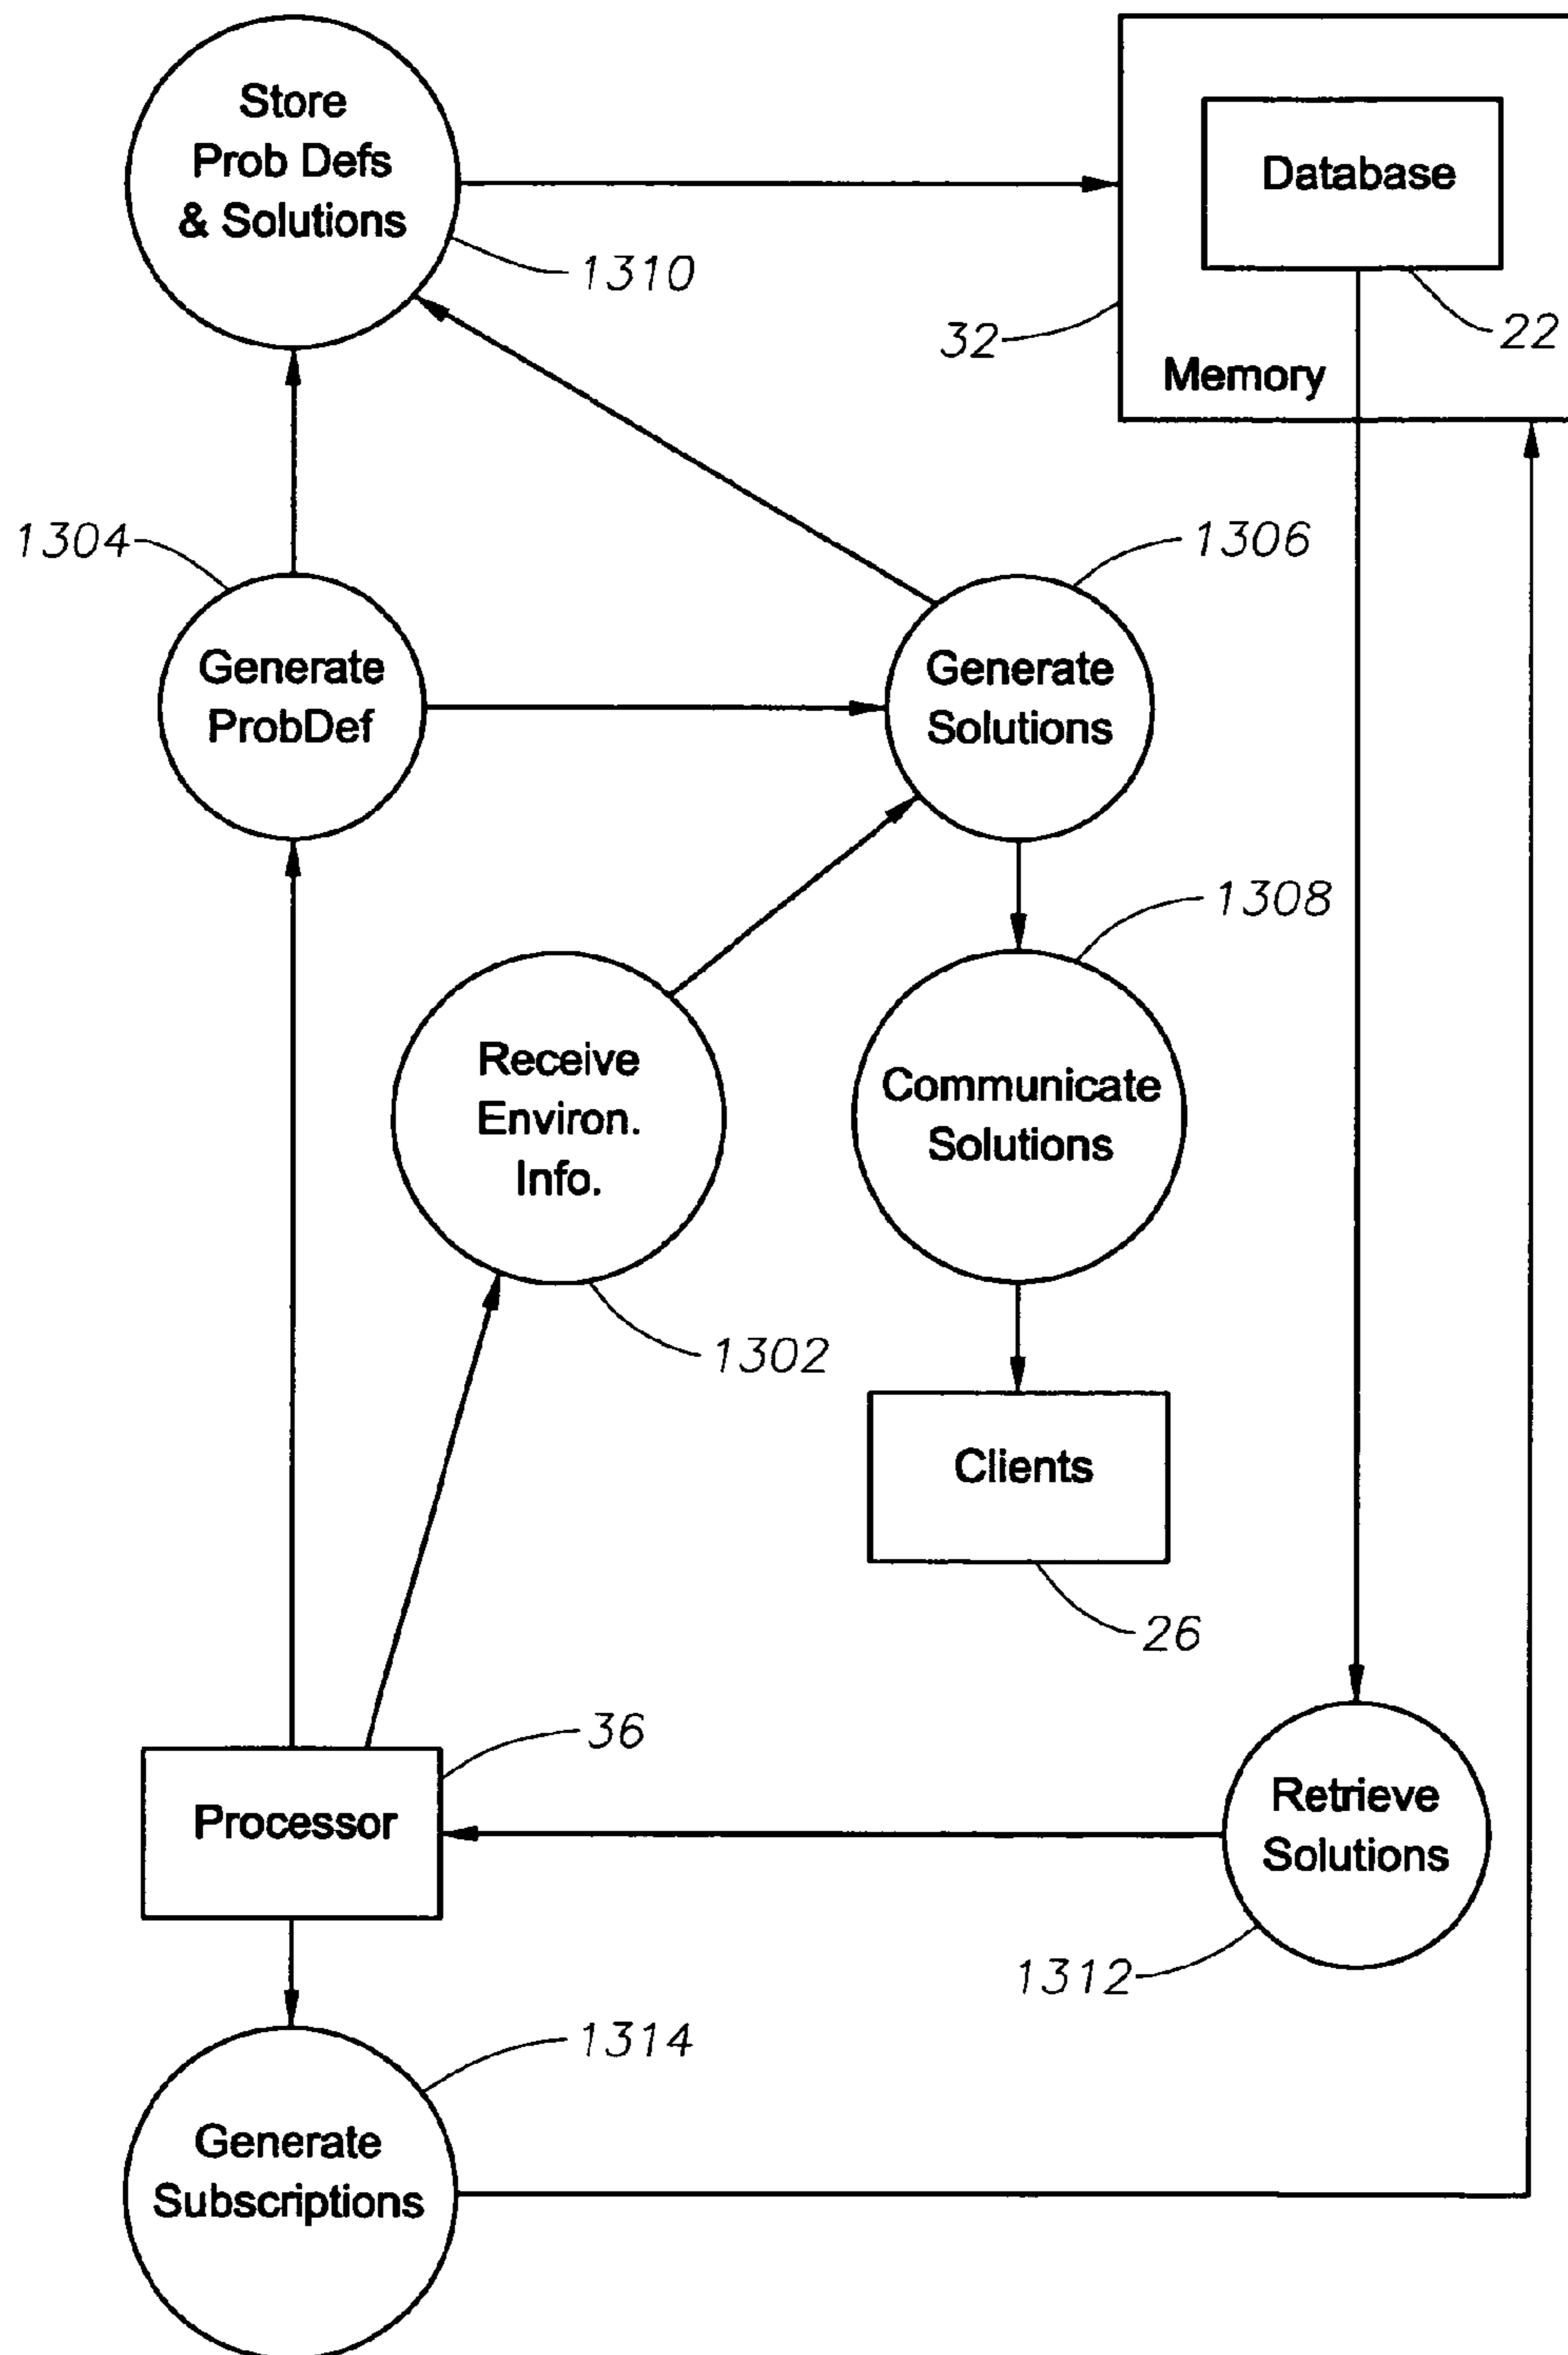 Store
Prob Defs
& Solutions
1310
Database
22
32
Memory
1304
1306
Generate
ProbDef
Generate
Solutions
1308
Receive
Environ.
Info.
Communicate
Solutions
1302
Clients
26
36
Processor
Retrieve
Solutions
1312
1314
Generate
Subscriptions